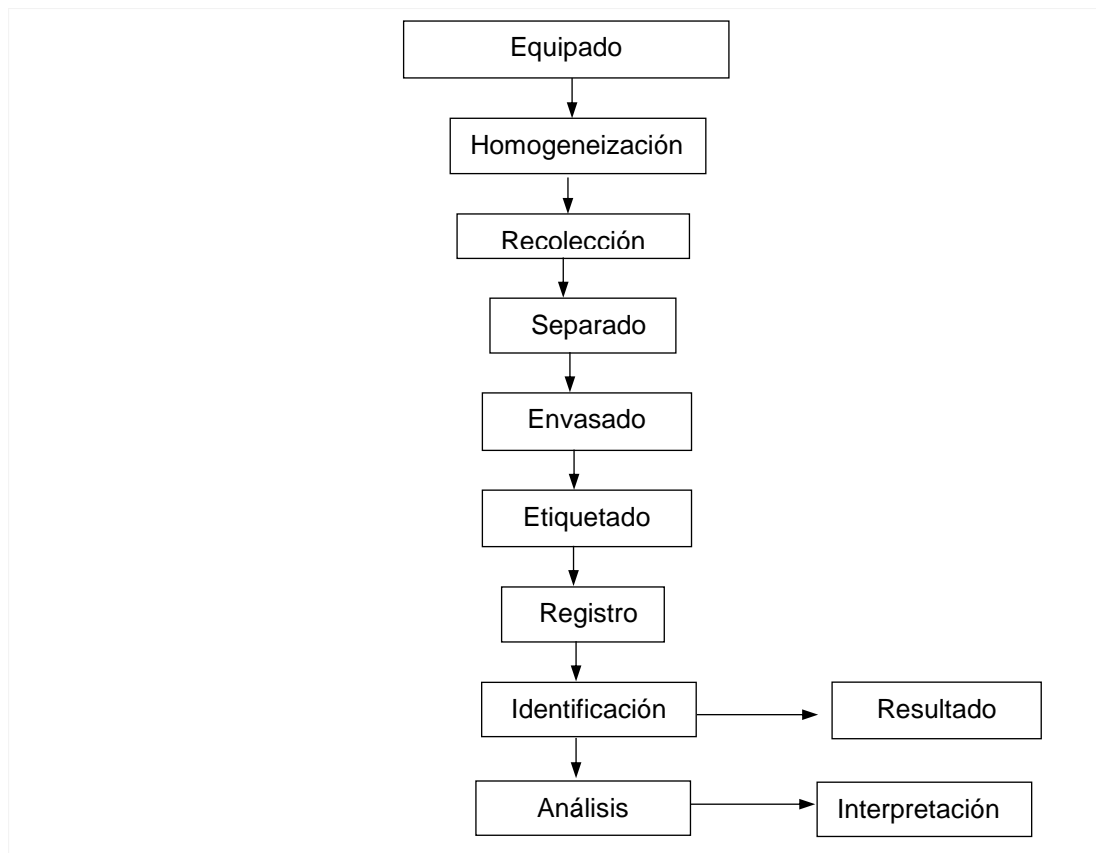 Equipado
Homogeneización
Recolección
Separado
Envasado
Etiquetado
Registro
Identificación
Resultado
Análisis
Interpretación